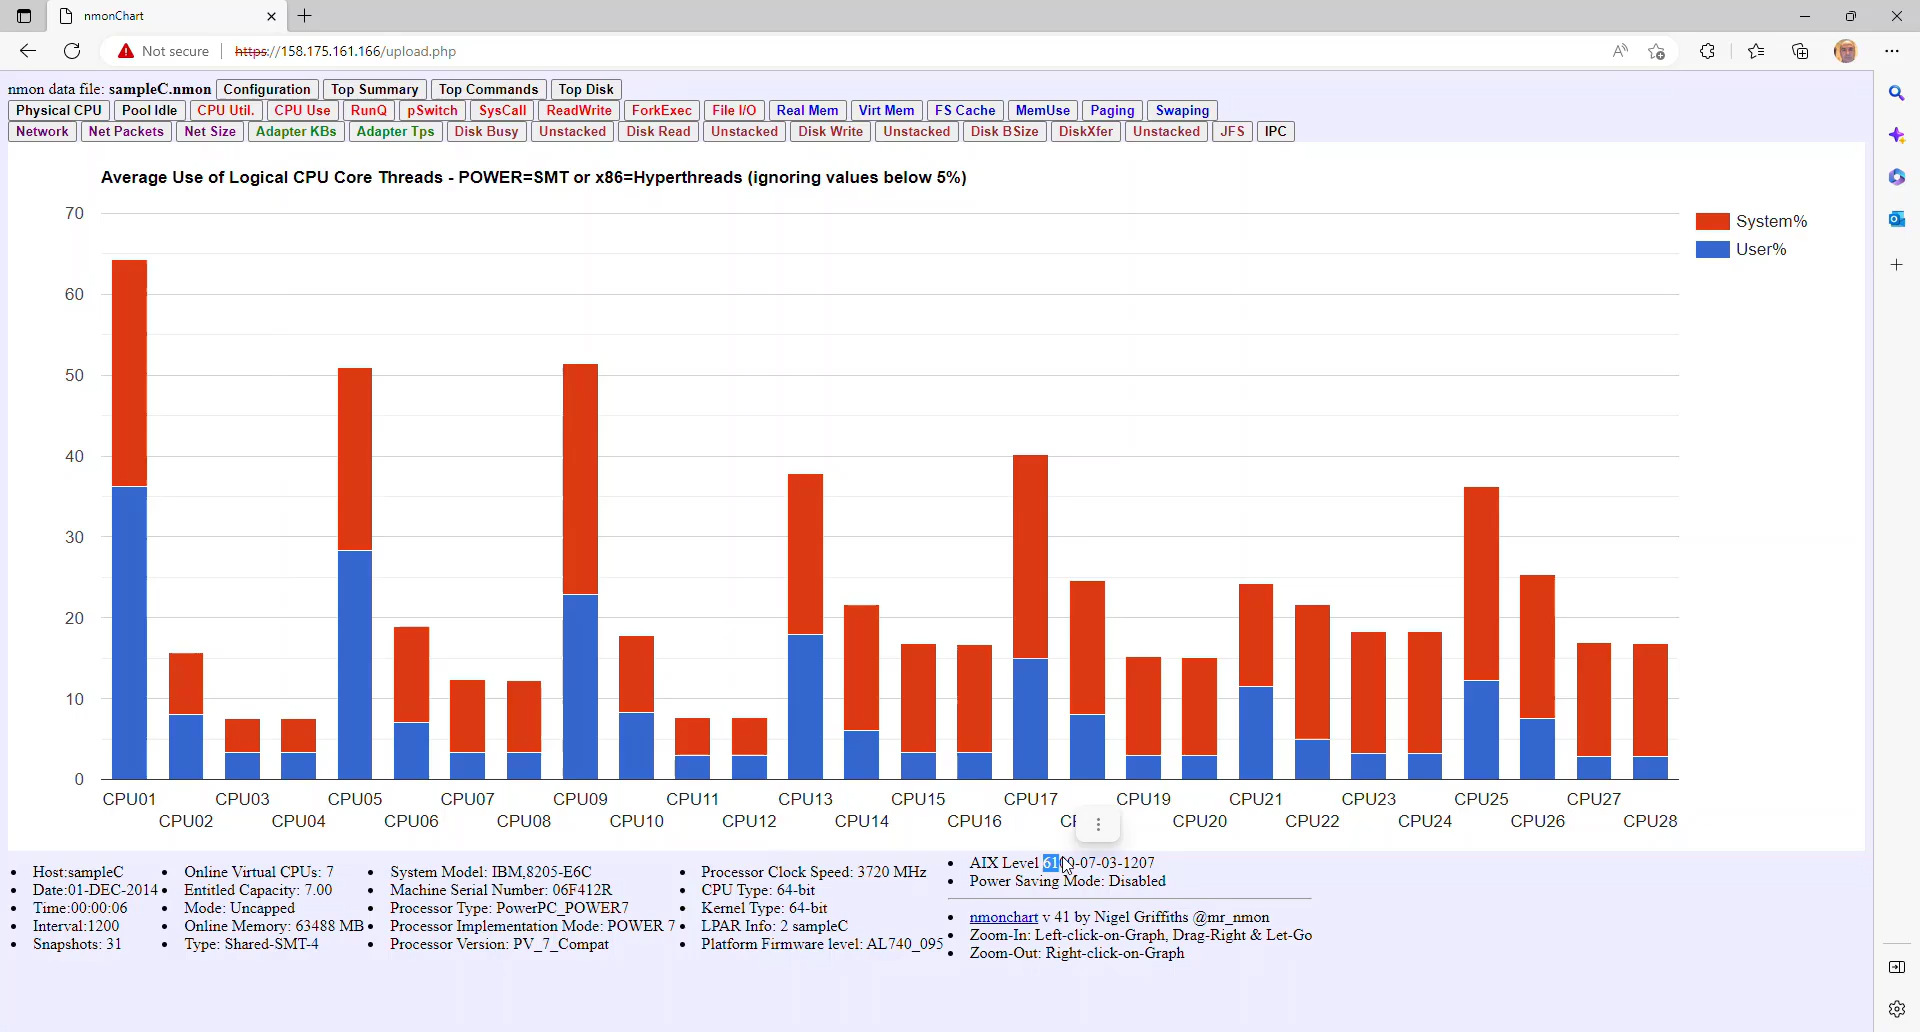 nmonChart
Not secure https://158.175.161.166/upload.php
nmon data file: sampleC.nmon Configuration Top Summary Top Commands Top Disk
Physical CPU Pool Idle CPU Util. CPU Use RunQ pSwitch SysCall ReadWrite ForkExec File I/O Real Mem Virt Mem FS Cache MemUse Paging Swaping
Network Net Packets Net Size Adapter KBs Adapter Tps Disk Busy Unstacked Disk Read Unstacked Disk Write Unstacked Disk BSize DiskXfer Unstacked JFS IPC
Average Use of Logical CPU Core Threads - POWER=SMT or x86=Hyperthreads (ignoring values below 5%)
System%
User%
70
60
50
40
30
20
10
0
CPU01 CPU03 CPU05 CPU07 CPU09 CPU11 CPU13 CPU15 CPU17 CPU19 CPU21 CPU23 CPU25 CPU27
CPU02 CPU04 CPU06 CPU08 CPU10 CPU12 CPU14 CPU16 CPU20 CPU22 CPU24 CPU26 CPU28
Host:sampleC
Date:01-DEC-2014
Time:00:00:06
Interval:1200
Snapshots: 31
Online Virtual CPUs: 7
Entitled Capacity: 7.00
Mode: Uncapped
Online Memory: 63488 MB
Type: Shared-SMT-4
System Model: IBM,8205-E6C
Machine Serial Number: 06F412R
Processor Type: PowerPC_POWER7
Processor Implementation Mode: POWER 7
Processor Version: PV_7_Compat
Processor Clock Speed: 3720 MHz
CPU Type: 64-bit
Kernel Type: 64-bit
LPAR Info: 2 sampleC
Platform Firmware level: AL740_095
AIX Level 6100-07-03-1207
Power Saving Mode: Disabled
nmonchart v 41 by Nigel Griffiths @mr_nmon
Zoom-In: Left-click-on-Graph, Drag-Right & Let-Go
Zoom-Out: Right-click-on-Graph